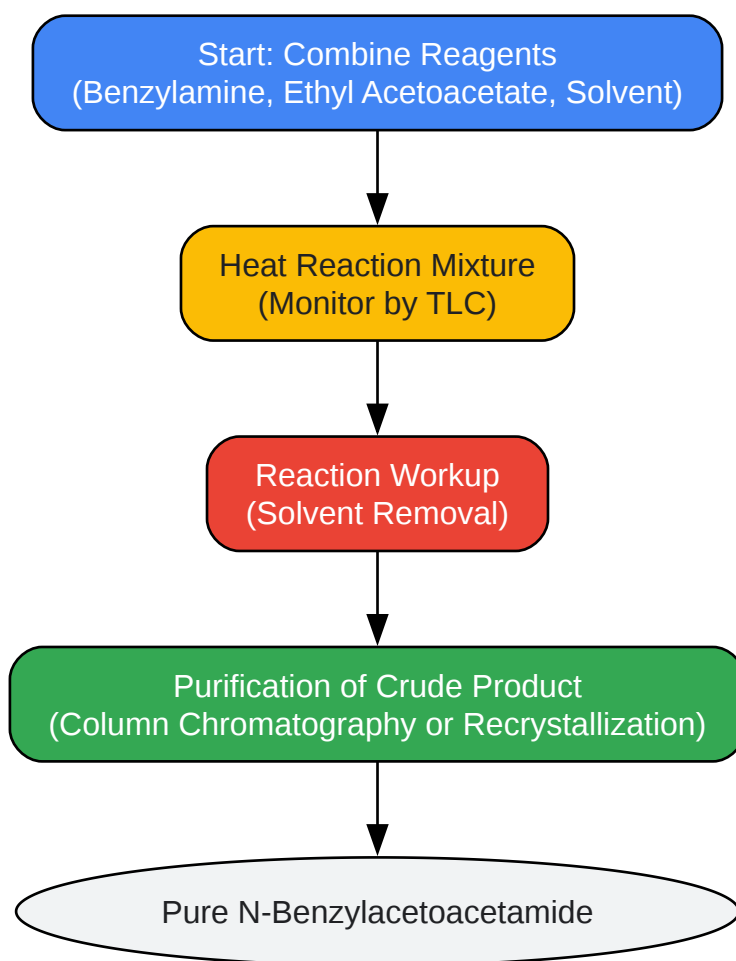 Start: Combine Reagents
(Benzylamine, Ethyl Acetoacetate, Solvent)
Heat Reaction Mixture
(Monitor by TLC)
Reaction Workup
(Solvent Removal)
Purification of Crude Product
(Column Chromatography or Recrystallization)
Pure N-Benzylacetoacetamide